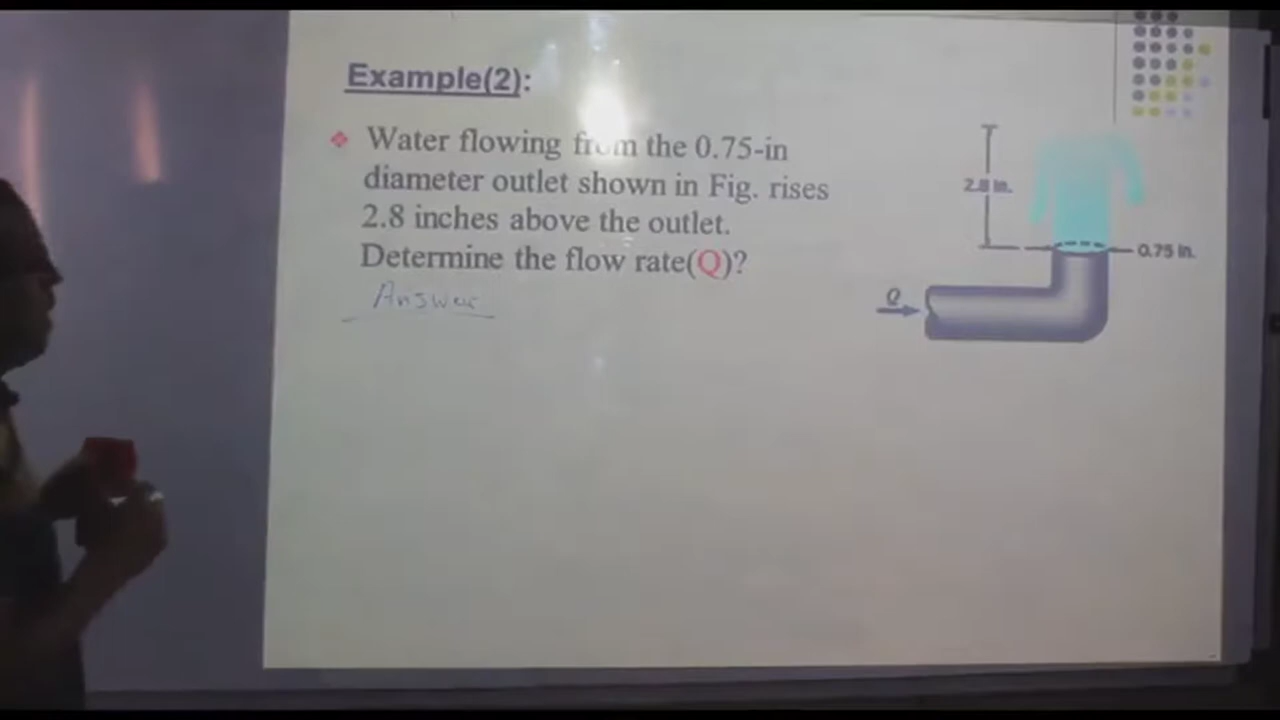 Example(2):
Water flowing from the 0.75-in
diameter outlet shown in Fig. rises
2.8 inches above the outlet.
Determine the flow rate(Q)?
Answer
2.8 in.
0.75 in.
Q